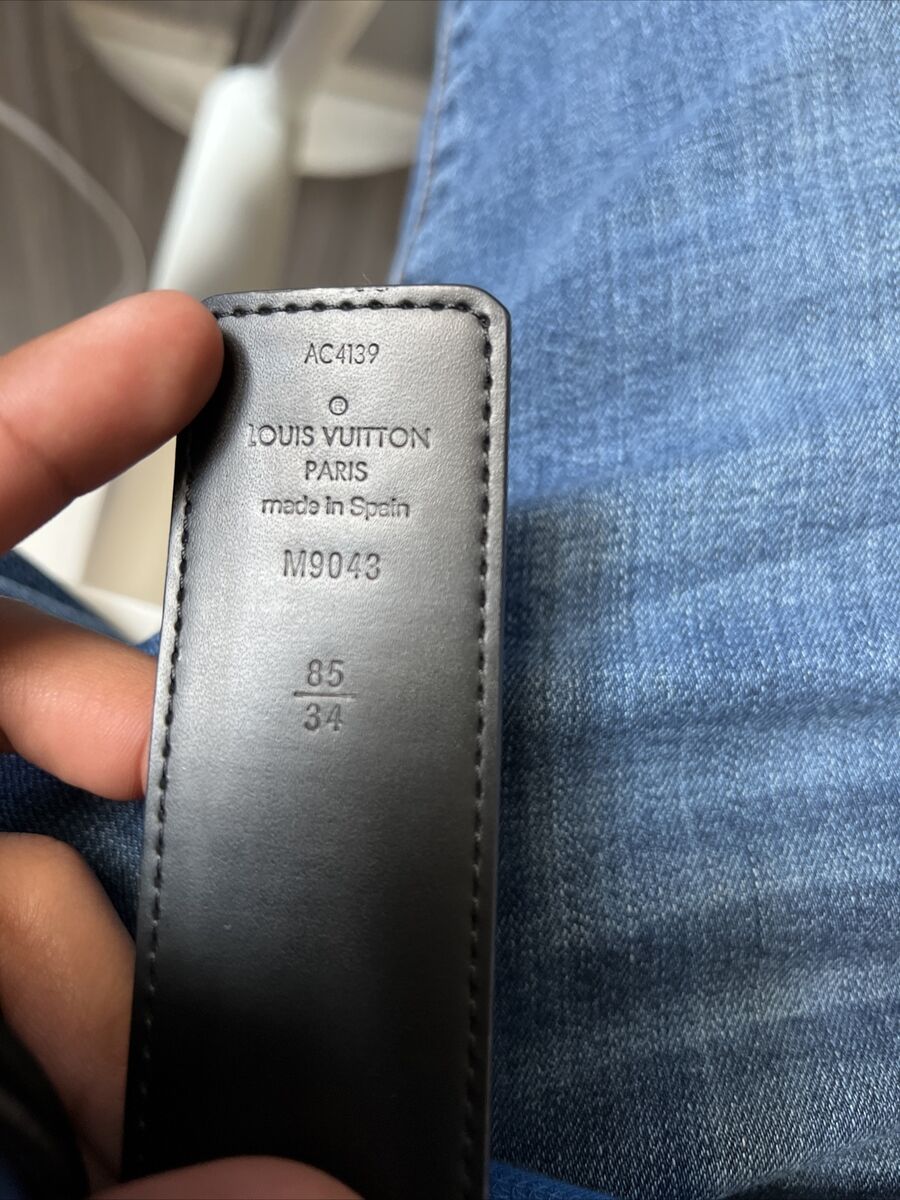 AC4139
®
LOUIS VUITTON
PARIS
made in Spain
M9043
85
34